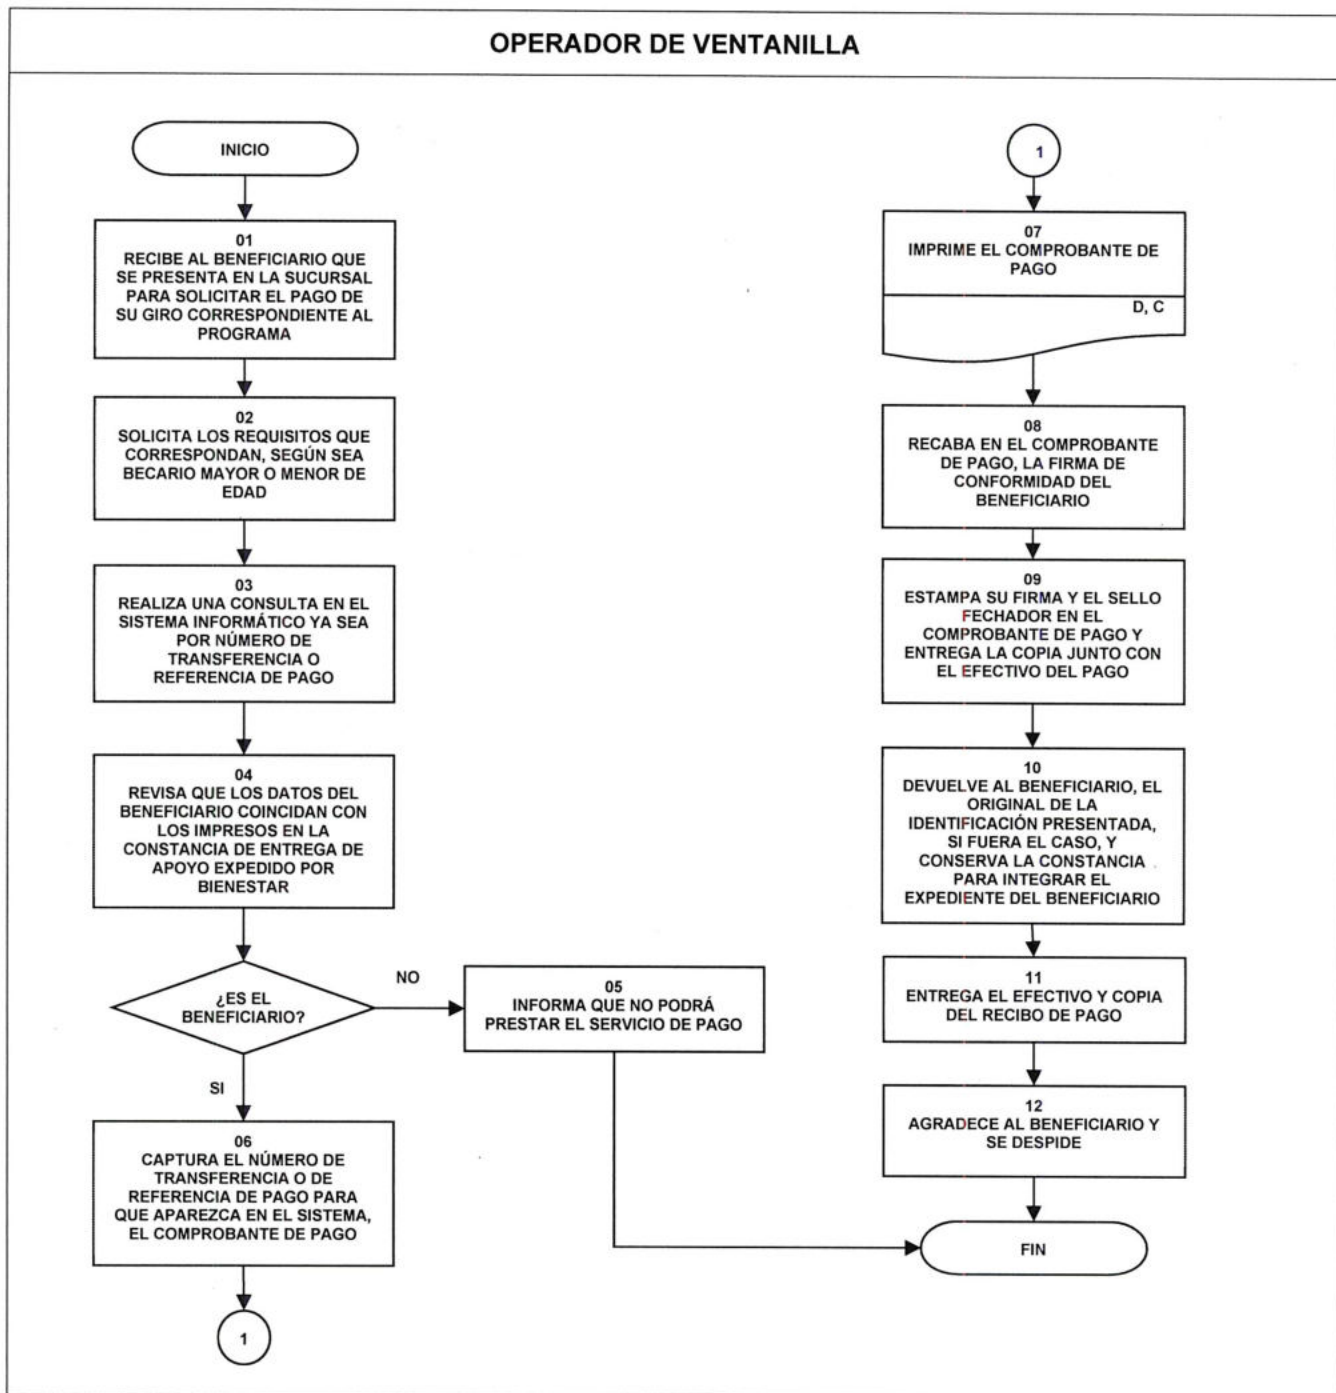 OPERADOR DE VENTANILLA
INICIO
01
RECIBE AL BENEFICIARIO QUE
SE PRESENTA EN LA SUCURSAL
PARA SOLICITAR EL PAGO DE
SU GIRO CORRESPONDIENTE AL
PROGRAMA
02
SOLICITA LOS REQUISITOS QUE
CORRESPONDAN, SEGÚN SEA
BECARIO MAYOR O MENOR DE
EDAD
03
REALIZA UNA CONSULTA EN EL
SISTEMA INFORMÁTICO YA SEA
POR NÚMERO DE
TRANSFERENCIA O
REFERENCIA DE PAGO
04
REVISA QUE LOS DATOS DEL
BENEFICIARIO COINCIDAN CON
LOS IMPRESOS EN LA
CONSTANCIA DE ENTREGA DE
APOYO EXPEDIDO POR
BIENESTAR
¿ES EL
BENEFICIARIO?
NO
05
INFORMA QUE NO PODRÁ
PRESTAR EL SERVICIO DE PAGO
SI
06
CAPTURA EL NÚMERO DE
TRANSFERENCIA O DE
REFERENCIA DE PAGO PARA
QUE APAREZCA EN EL SISTEMA,
EL COMPROBANTE DE PAGO
1
1
07
IMPRIME EL COMPROBANTE DE
PAGO
D, C
08
RECABA EN EL COMPROBANTE
DE PAGO, LA FIRMA DE
CONFORMIDAD DEL
BENEFICIARIO
09
ESTAMPA SU FIRMA Y EL SELLO
FECHADOR EN EL
COMPROBANTE DE PAGO Y
ENTREGA LA COPIA JUNTO CON
EL EFECTIVO DEL PAGO
10
DEVUELVE AL BENEFICIARIO, EL
ORIGINAL DE LA
IDENTIFICACIÓN PRESENTADA,
SI FUERA EL CASO, Y
CONSERVA LA CONSTANCIA
PARA INTEGRAR EL
EXPEDIENTE DEL BENEFICIARIO
11
ENTREGA EL EFECTIVO Y COPIA
DEL RECIBO DE PAGO
12
AGRADECE AL BENEFICIARIO Y
SE DESPIDE
FIN